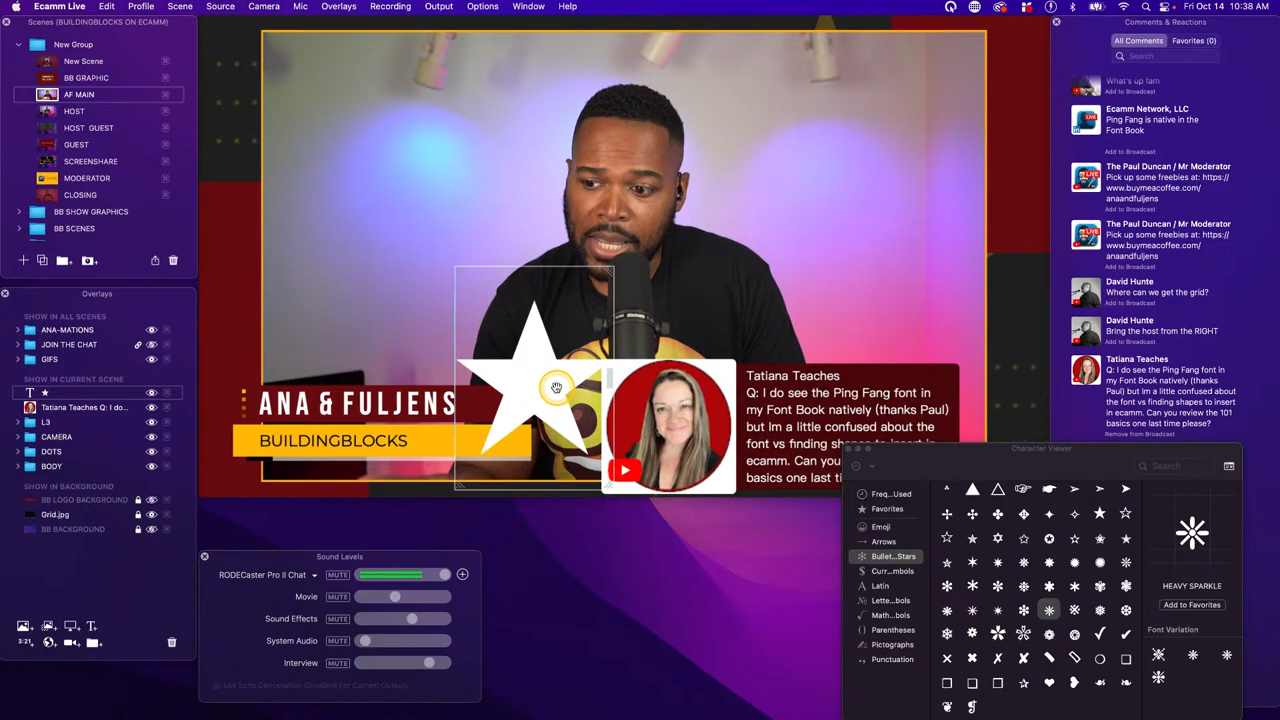 Ecamm Live Edit Profile Scene Source Camera Mic Overlays Recording Output Options Window Help
Fri Oct 14 10:38 AM
Scenes (BUILDINGBLOCKS ON ECAMM)
New Group
New Scene
BB GRAPHIC
AF MAIN
HOST
HOST GUEST
GUEST
SCREENSHARE
MODERATOR
CLOSING
BB SHOW GRAPHICS
BB SCENES
Overlays
SHOW IN ALL SCENES
ANA-MATIONS
JOIN THE CHAT
GIFS
SHOW IN CURRENT SCENE
T ★
Tatiana Teaches Q: I do...
L3
CAMERA
DOTS
BODY
SHOW IN BACKGROUND
BB LOGO BACKGROUND
Grid.jpg
BB BACKGROUND
3:21
T
ANA & FULJENS
BUILDINGBLOCKS
Tatiana Teaches
Q: I do see the Ping Fang font in
my Font Book natively (thanks Paul)
but Im a little confused about the
font vs finding shapes to insert in
ecamm. Can you
basics one last ti
Sound Levels
RODECaster Pro II Chat MUTE
Movie MUTE
Sound Effects MUTE
System Audio MUTE
Interview MUTE
Use Echo Cancellation (Disabled For Current Output)
Comments & Reactions
All Comments Favorites (0)
Search
What's up fam
Add to Broadcast
Ecamm Network, LLC
Ping Fang is native in the
Font Book
Add to Broadcast
The Paul Duncan / Mr Moderator
Pick up some freebies at: https://
www.buymeacoffee.com/
anaandfuljens
Add to Broadcast
The Paul Duncan / Mr Moderator
Pick up some freebies at: https://
www.buymeacoffee.com/
anaandfuljens
Add to Broadcast
David Hunte
Where can we get the grid?
Add to Broadcast
David Hunte
Bring the host from the RIGHT
Add to Broadcast
Tatiana Teaches
Q: I do see the Ping Fang font in
my Font Book natively (thanks
Paul) but Im a little confused
about the font vs finding
shapes to insert in ecamm.
Can you review the 101
basics one last time please?
Remove from Broadcast
Character Viewer
Search
Freq...Used
Favorites
Emoji
Arrows
Bullet...Stars
Curr...mbols
Latin
Lette...bols
Math...bols
Parentheses
Pictographs
Punctuation
HEAVY SPARKLE
Add to Favorites
Font Variation